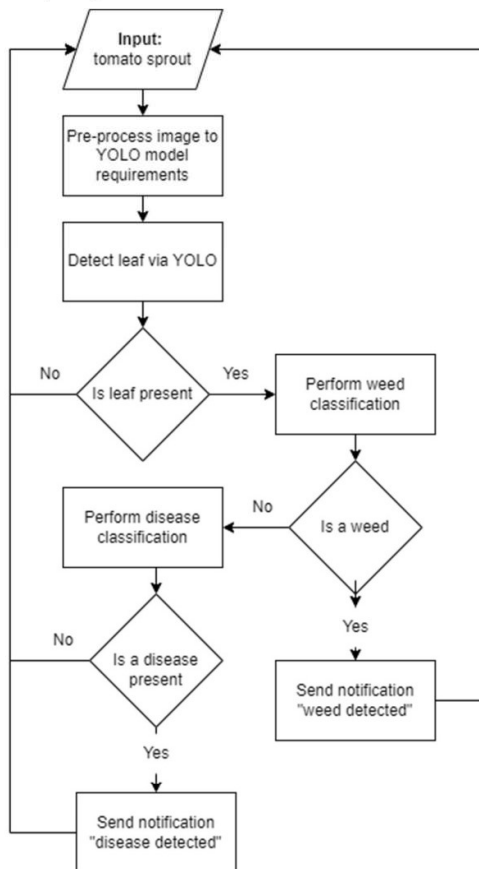 Input:
tomato sprout
Pre-process image to
YOLO model
requirements
Detect leaf via YOLO
No
Is leaf present
Yes
Perform weed
classification
Perform disease
classification
No
Is a weed
Yes
No
Is a disease
present
Send notification
"weed detected"
Yes
Send notification
"disease detected"